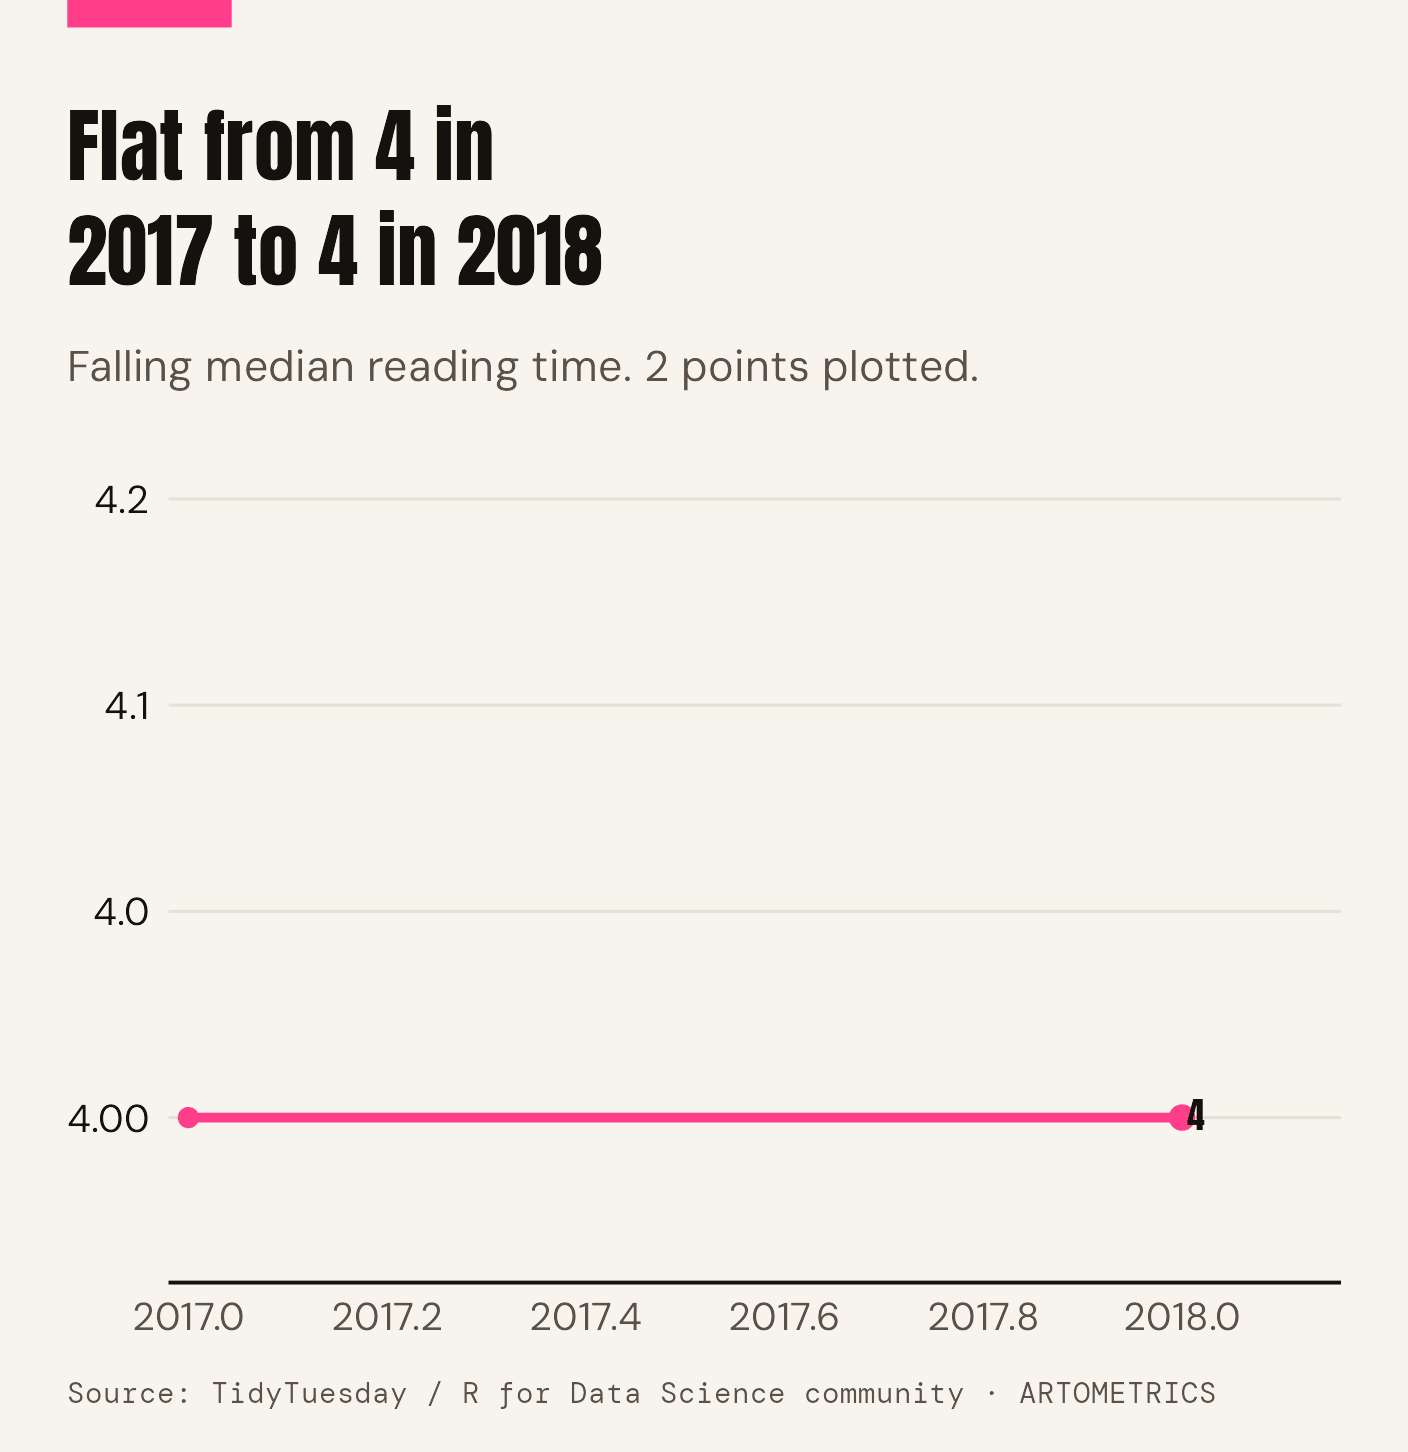 Flat from 4 in
2017 to 4 in 2018
Falling median reading time. 2 points plotted.
4.2
4.1
4.0
4.00
4
2017.0 2017.2 2017.4 2017.6 2017.8 2018.0
Source: TidyTuesday / R for Data Science community · ARTOMETRICS